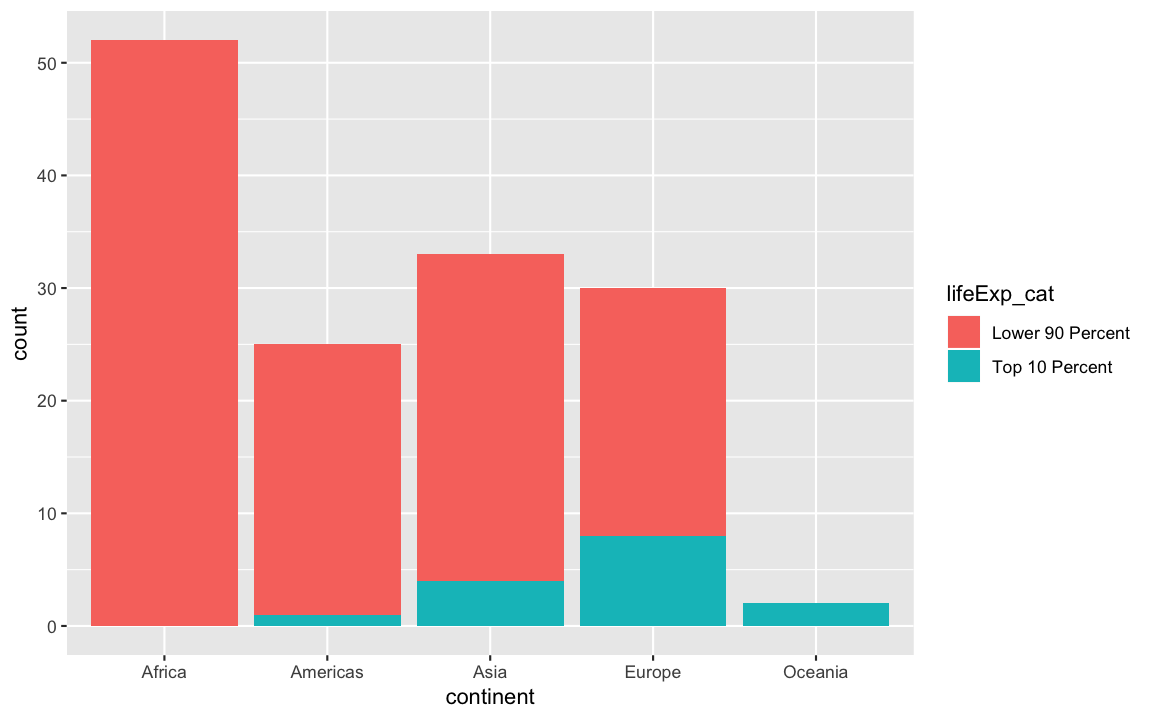 50
40
30
20
10
0
count
Africa Americas Asia Europe Oceania
continent
lifeExp_cat
Lower 90 Percent
Top 10 Percent